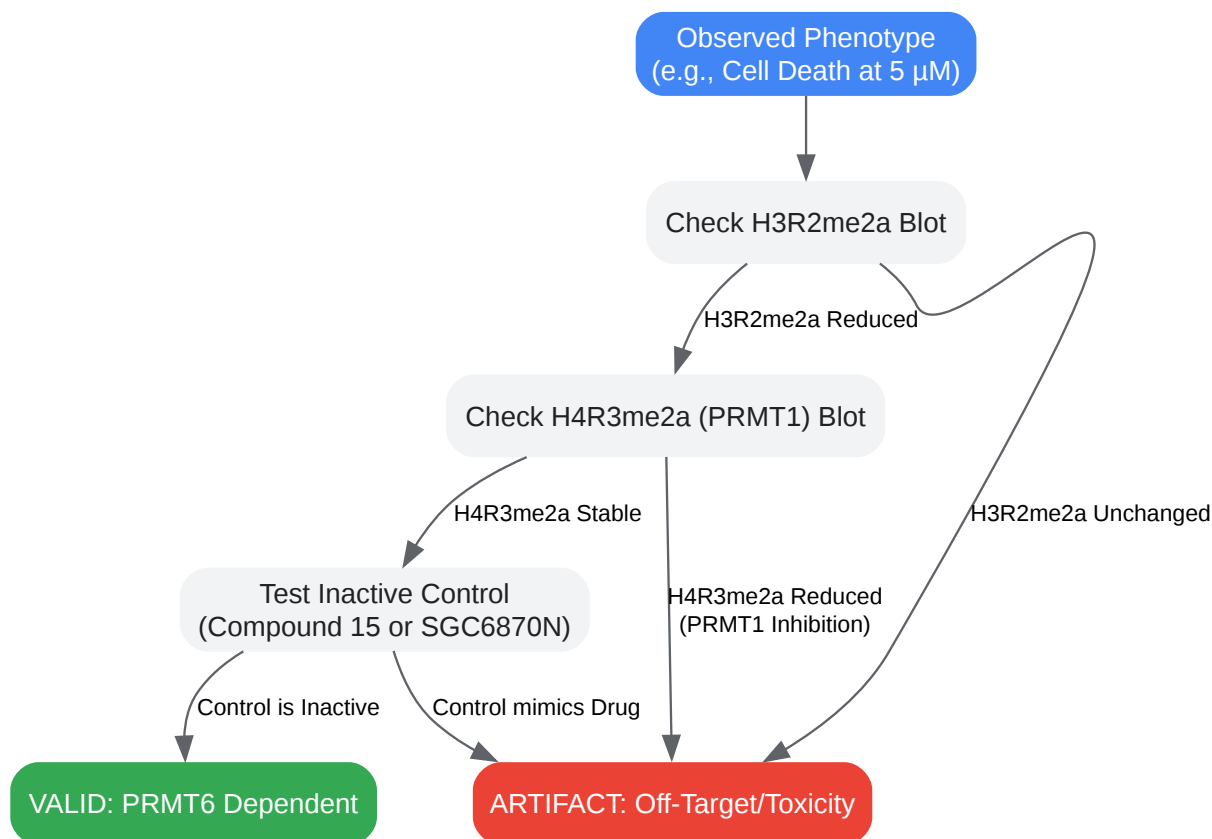 Observed Phenotype
(e.g., Cell Death at 5 µM)
Check H3R2me2a Blot
H3R2me2a Reduced
Check H4R3me2a (PRMT1) Blot
H4R3me2a Stable
H3R2me2a Unchanged
Test Inactive Control
(Compound 15 or SGC6870N)
H4R3me2a Reduced
(PRMT1 Inhibition)
Control is Inactive
Control mimics Drug
VALID: PRMT6 Dependent
ARTIFACT: Off-Target/Toxicity